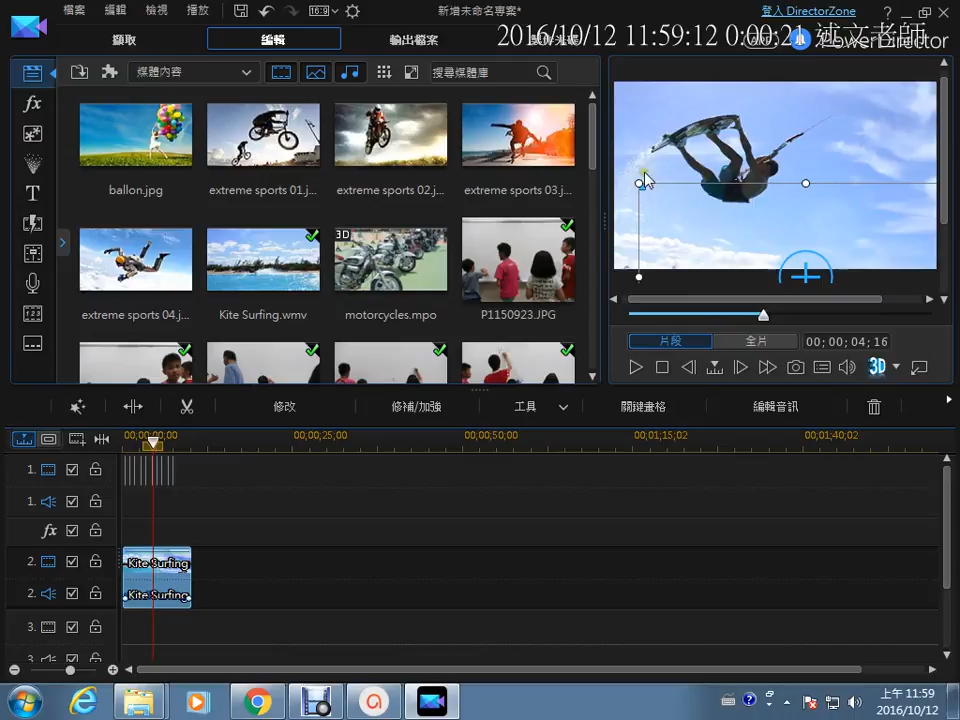 檔案 編輯 檢視 播放
16:9
新增未命名專案*
登入 DirectorZone
擷取
編輯
輸出檔案
2016/10/12 11:59:12 0:00:21 述文老師
PowerDirector
媒體內容
搜尋媒體庫
ballon.jpg
extreme sports 01.j...
extreme sports 02.j...
extreme sports 03.j...
3D
extreme sports 04.j...
Kite Surfing.wmv
motorcycles.mpo
P1150923.JPG
片段
全片
00; 00; 04; 16
3D
修改
修補/加強
工具
關鍵畫格
編輯音訊
00;00;00;00
00;00;25;00
00;00;50;00
00;01;15;02
00;01;40;02
1.
1.
fx
2.
Kite Surfing
2.
Kite Surfing
3.
3.
上午 11:59
2016/10/12